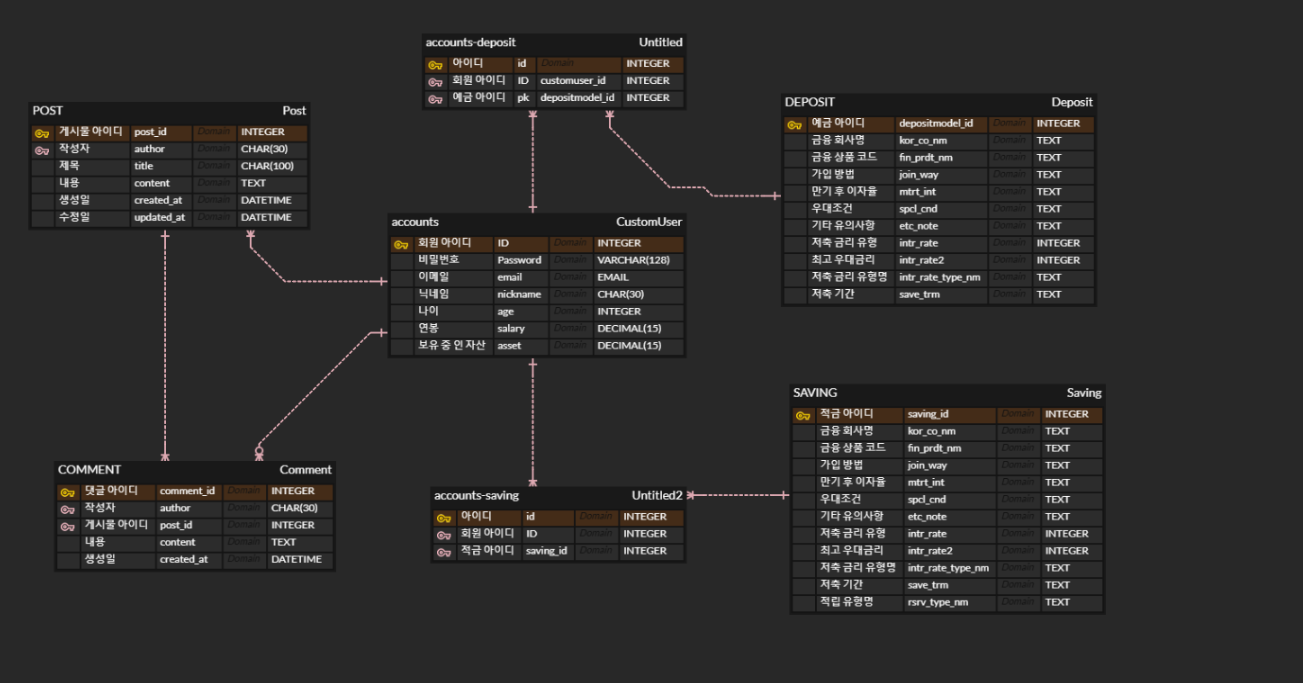 accounts-deposit Untitled
아이디 id Domain INTEGER
회원 아이디 ID customuser_id INTEGER
예금 아이디 pk depositmodel_id INTEGER
POST Post
게시물 아이디 post_id Domain INTEGER
작성자 author Domain CHAR(30)
제목 title Domain CHAR(100)
내용 content Domain TEXT
생성일 created_at Domain DATETIME
수정일 updated_at Domain DATETIME
DEPOSIT Deposit
예금 아이디 depositmodel_id Domain INTEGER
금융 회사명 kor_co_nm Domain TEXT
금융 상품 코드 fin_prdt_nm Domain TEXT
가입 방법 join_way Domain TEXT
만기 후 이자율 mtrt_int Domain TEXT
우대조건 spcl_cnd Domain TEXT
기타 유의사항 etc_note Domain TEXT
저축 금리 유형 intr_rate Domain INTEGER
최고 우대금리 intr_rate2 Domain INTEGER
저축 금리 유형명 intr_rate_type_nm Domain TEXT
저축 기간 save_trm Domain TEXT
accounts CustomUser
회원 아이디 ID Domain INTEGER
비밀번호 Password Domain VARCHAR(128)
이메일 email Domain EMAIL
닉네임 nickname Domain CHAR(30)
나이 age Domain INTEGER
연봉 salary Domain DECIMAL(15)
보유 중 인 자산 asset Domain DECIMAL(15)
SAVING Saving
적금 아이디 saving_id Domain INTEGER
금융 회사명 kor_co_nm Domain TEXT
금융 상품 코드 fin_prdt_nm Domain TEXT
가입 방법 join_way Domain TEXT
만기 후 이자율 mtrt_int Domain TEXT
우대조건 spcl_cnd Domain TEXT
기타 유의사항 etc_note Domain TEXT
저축 금리 유형 intr_rate Domain INTEGER
최고 우대금리 intr_rate2 Domain INTEGER
저축 금리 유형명 intr_rate_type_nm Domain TEXT
저축 기간 save_trm Domain TEXT
적립 유형명 rsrv_type_nm Domain TEXT
COMMENT Comment
댓글 아이디 comment_id Domain INTEGER
작성자 author Domain CHAR(30)
게시물 아이디 post_id Domain INTEGER
내용 content Domain TEXT
생성일 created_at Domain DATETIME
accounts-saving Untitled2
아이디 id Domain INTEGER
회원 아이디 ID Domain INTEGER
적금 아이디 saving_id Domain INTEGER